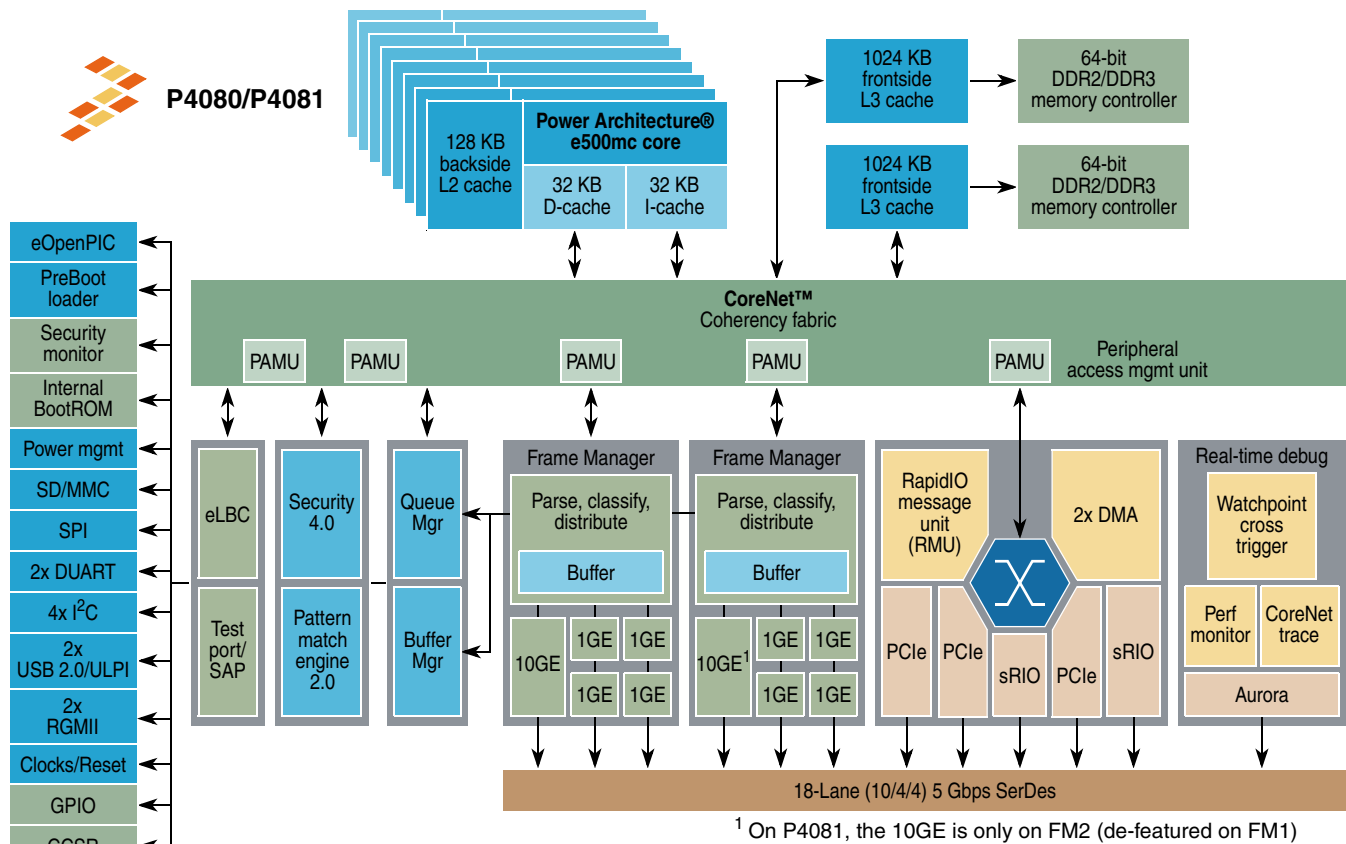 P4080/P4081
128 KB
backside
L2 cache
Power Architecture®
e500mc core
32 KB
D-cache
32 KB
I-cache
1024 KB
frontside
L3 cache
64-bit
DDR2/DDR3
memory controller
1024 KB
frontside
L3 cache
64-bit
DDR2/DDR3
memory controller
eOpenPIC
PreBoot
loader
Security
monitor
Internal
BootROM
Power mgmt
SD/MMC
SPI
2x DUART
4x I²C
2x
USB 2.0/ULPI
2x
RGMII
Clocks/Reset
GPIO
CCSR
CoreNet™
Coherency fabric
PAMU
PAMU
PAMU
PAMU
PAMU
Peripheral
access mgmt unit
eLBC
Test
port/
SAP
Security
4.0
Pattern
match
engine
2.0
Queue
Mgr
Buffer
Mgr
Frame Manager
Parse, classify,
distribute
Buffer
10GE
1GE
1GE
1GE
1GE
Frame Manager
Parse, classify,
distribute
Buffer
10GE¹
1GE
1GE
1GE
1GE
RapidIO
message
unit
(RMU)
2x DMA
PCIe
PCIe
sRIO
PCIe
sRIO
Real-time debug
Watchpoint
cross
trigger
Perf
monitor
CoreNet
trace
Aurora
18-Lane (10/4/4) 5 Gbps SerDes
¹ On P4081, the 10GE is only on FM2 (de-featured on FM1)